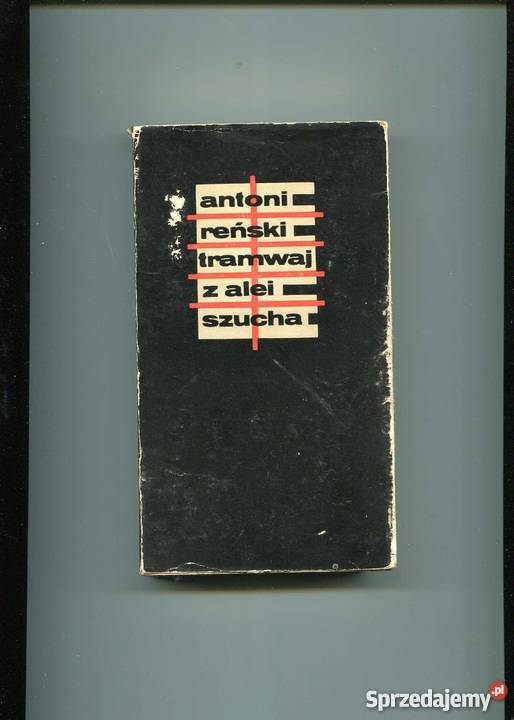 antoni
reński
tramwaj
z alei
szucha
Sprzedajemy.pl